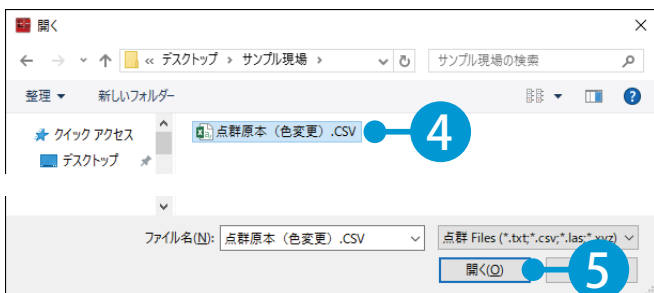 開く
« デスクトップ › サンプル現場 ›
サンプル現場の検索
整理 ▼ 新しいフォルダー
クイック アクセス
点群原本（色変更）.CSV
4
デスクトップ
ファイル名(N): 点群原本（色変更）.CSV
点群 Files (*.txt;*.csv;*.las;*.xyz)
開く(O)
5